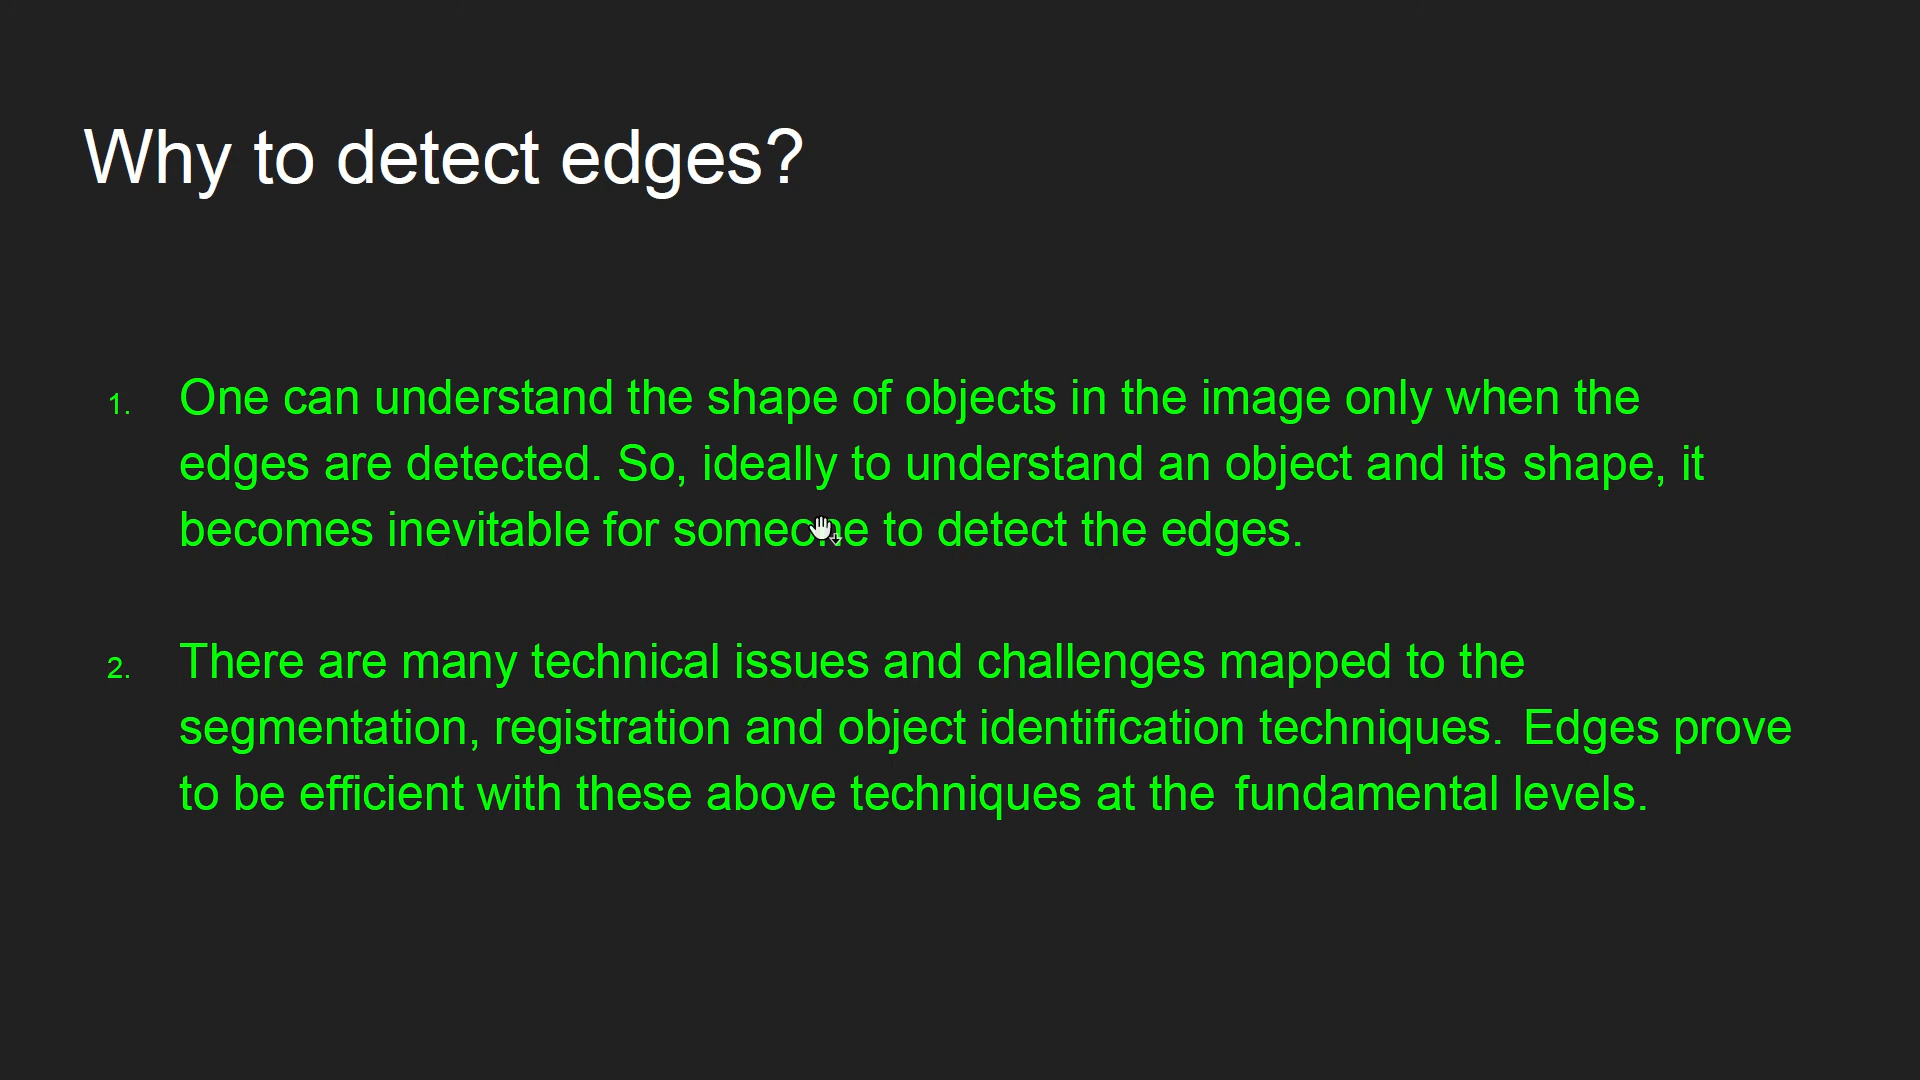 Why to detect edges?
1. One can understand the shape of objects in the image only when the
edges are detected. So, ideally to understand an object and its shape, it
becomes inevitable for someone to detect the edges.
2. There are many technical issues and challenges mapped to the
segmentation, registration and object identification techniques. Edges prove
to be efficient with these above techniques at the fundamental levels.